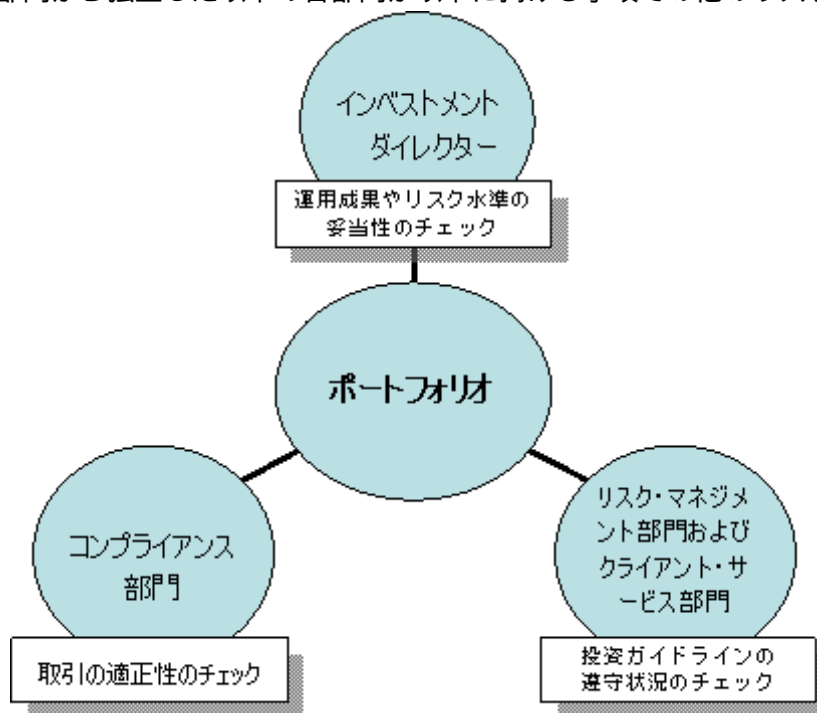 インベストメント
ダイレクター
運用成果やリスク水準の
妥当性のチェック
ポートフォリオ
コンプライアンス
部門
取引の適正性のチェック
リスク・マネジメ
ント部門および
クライアント・サ
ービス部門
投資ガイドラインの
遵守状況のチェック